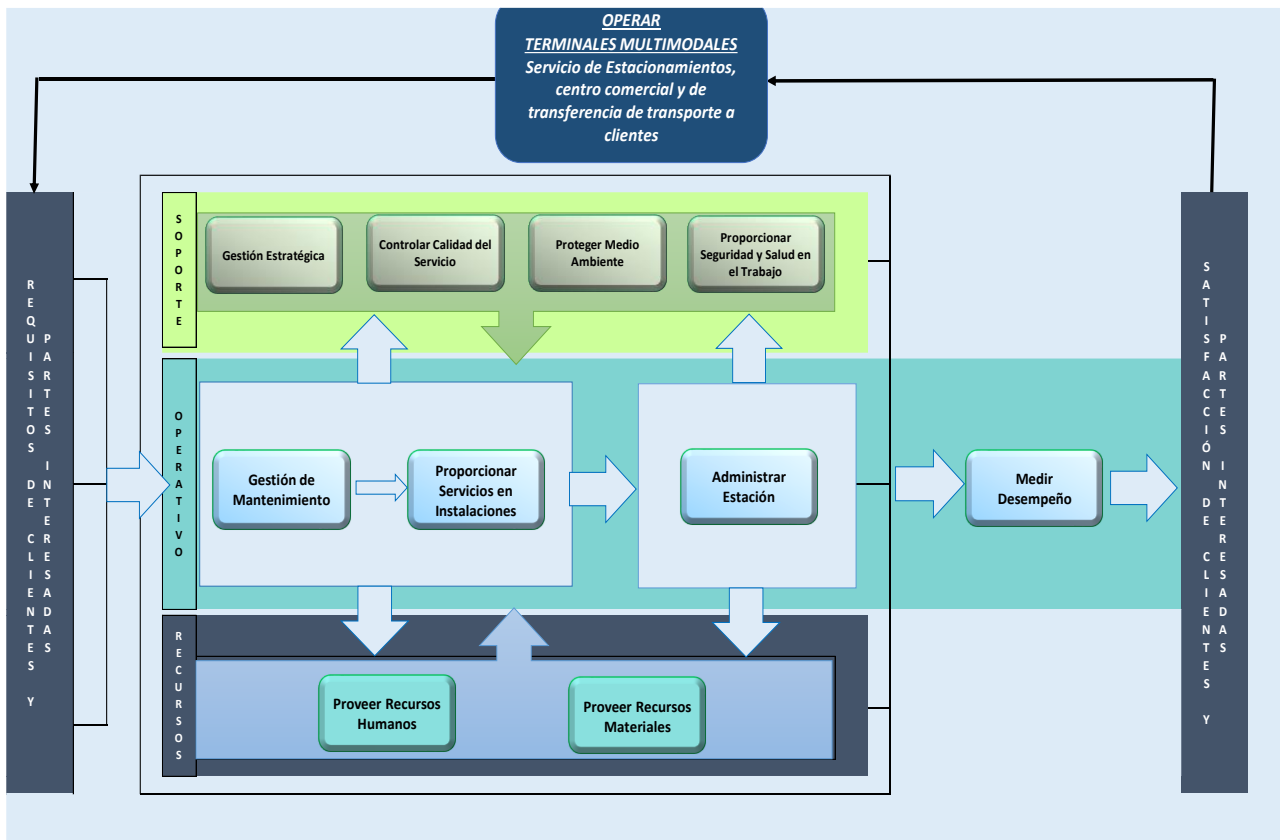 OPERAR
TERMINALES MULTIMODALES
Servicio de Estacionamientos,
centro comercial y de
transferencia de transporte a
clientes
REQUISITOS DE CLIENTES Y
PARTES INTERESADAS
SOPORTE
Gestión Estratégica
Controlar Calidad del
Servicio
Proteger Medio
Ambiente
Proporcionar
Seguridad y Salud en
el Trabajo
OPERATIVO
Gestión de
Mantenimiento
Proporcionar
Servicios en
Instalaciones
Administrar
Estación
Medir
Desempeño
RECURSOS
Proveer Recursos
Humanos
Proveer Recursos
Materiales
SATISFACCIÓN DE CLIENTES Y
PARTES INTERESADAS